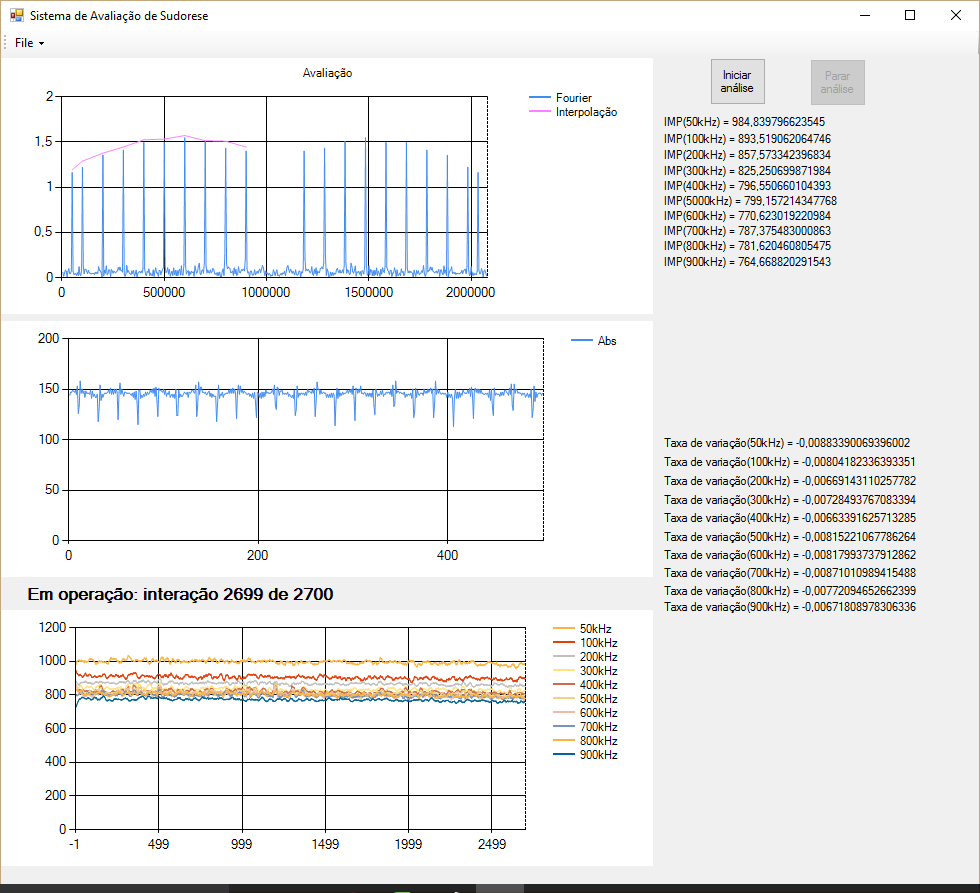 Sistema de Avaliação de Sudorese
File
Avaliação
2
1.5
1
0,5
0
0
500000
1000000
1500000
2000000
Fourier
Interpolação
Iniciar
análise
Parar
análise
IMP(50kHz) = 984,839796623545
IMP(100kHz) = 893,519062064746
IMP(200kHz) = 857,573342396834
IMP(300kHz) = 825,250699871984
IMP(400kHz) = 796,550660104393
IMP(5000kHz) = 799,157214347768
IMP(600kHz) = 770,623019220984
IMP(700kHz) = 787,375483000863
IMP(800kHz) = 781,620460805475
IMP(900kHz) = 764,668820291543
200
150
100
50
0
0
200
400
Abs
Taxa de variação(50kHz) = -0,00883390069396002
Taxa de variação(100kHz) = -0,00804182336393351
Taxa de variação(200kHz) = -0,00669143110257782
Taxa de variação(300kHz) = -0,00728493767083394
Taxa de variação(400kHz) = -0,00663391625713285
Taxa de variação(500kHz) = -0,00815221067786264
Taxa de variação(600kHz) = -0,00817993737912862
Taxa de variação(700kHz) = -0,00871010989415488
Taxa de variação(800kHz) = -0,00772094652662399
Taxa de variação(900kHz) = -0,00671808978306336
Em operação: interação 2699 de 2700
1200
1000
800
600
400
200
0
-1
499
999
1499
1999
2499
50kHz
100kHz
200kHz
300kHz
400kHz
500kHz
600kHz
700kHz
800kHz
900kHz